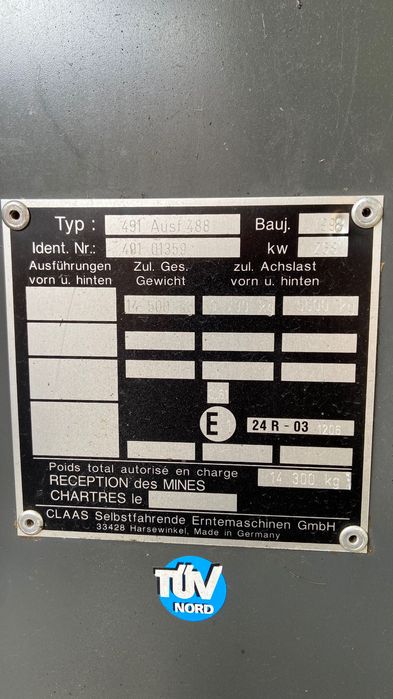 Typ : 491 Ausf 488 Bauj.
Ident. Nr.: 491 01359 kw
Ausführungen Zul. Ges. zul. Achslast
vorn u. hinten Gewicht vorn u. hinten
14 500
E 24 R - 03 1206
Poids total autorisé en charge 14 300 kg
RECEPTION des MINES
CHARTRES le
CLAAS Selbstfahrende Erntemaschinen GmbH
33428 Harsewinkel, Made in Germany
TÜV
NORD